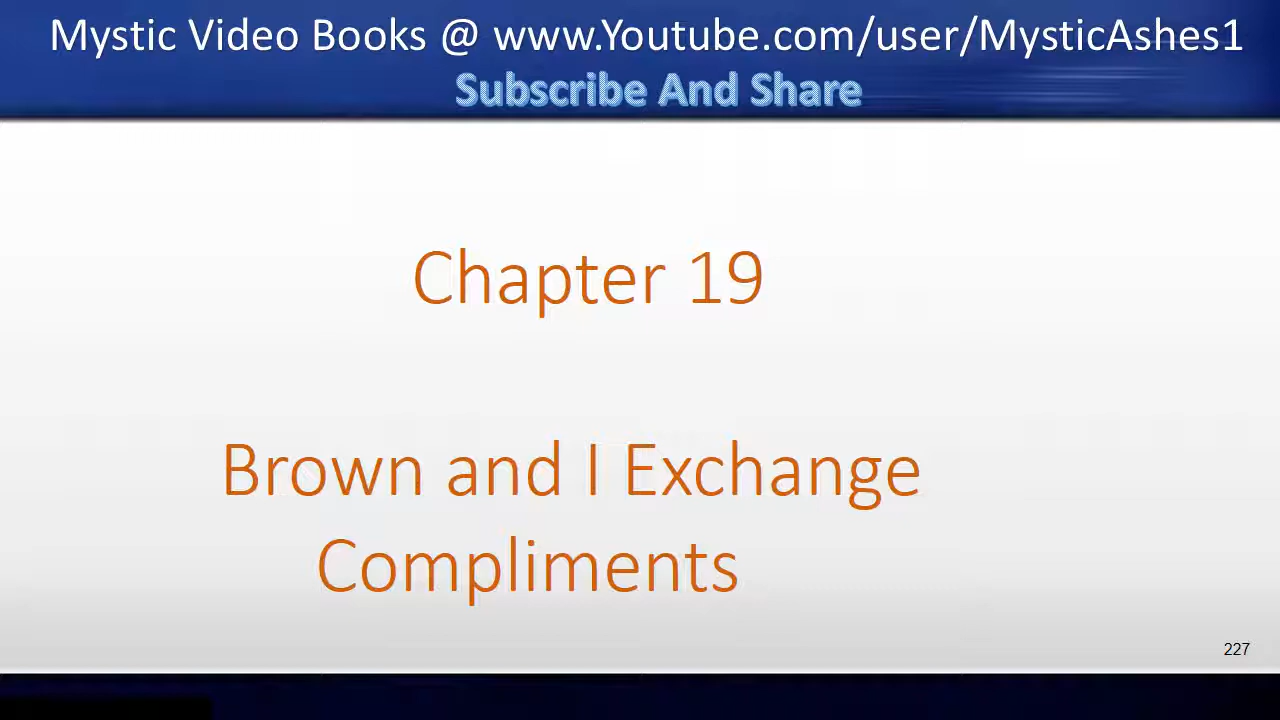 Mystic Video Books @ www.Youtube.com/user/MysticAshes1
Subscribe And Share
Chapter 19
Brown and I Exchange
Compliments
227